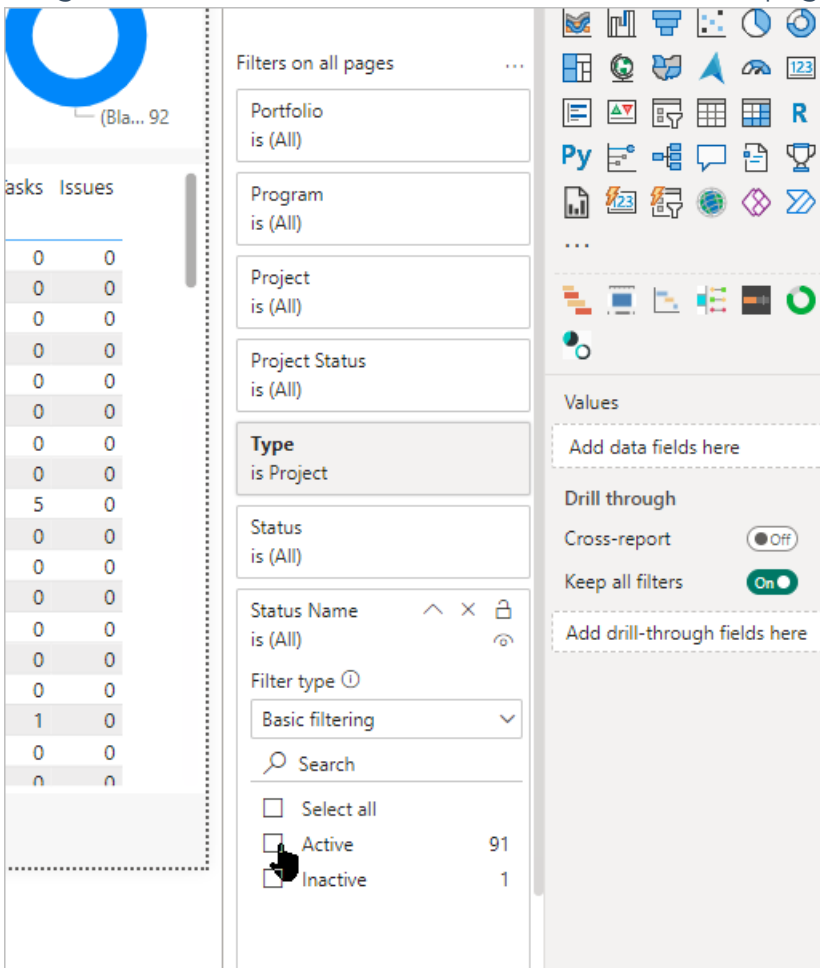 (Bla... 92
Issues
0 0
0 0
0 0
0 0
0 0
0 0
0 0
0 0
5 0
0 0
0 0
0 0
0 0
0 0
0 0
1 0
0 0
0 0
Filters on all pages ...
Portfolio
is (All)
Program
is (All)
Project
is (All)
Project Status
is (All)
Type
is Project
Status
is (All)
Status Name
is (All)
Filter type
Basic filtering
Search
Select all
Active 91
Inactive 1
123
R
Py
123
...
Values
Add data fields here
Drill through
Cross-report Off
Keep all filters On
Add drill-through fields here